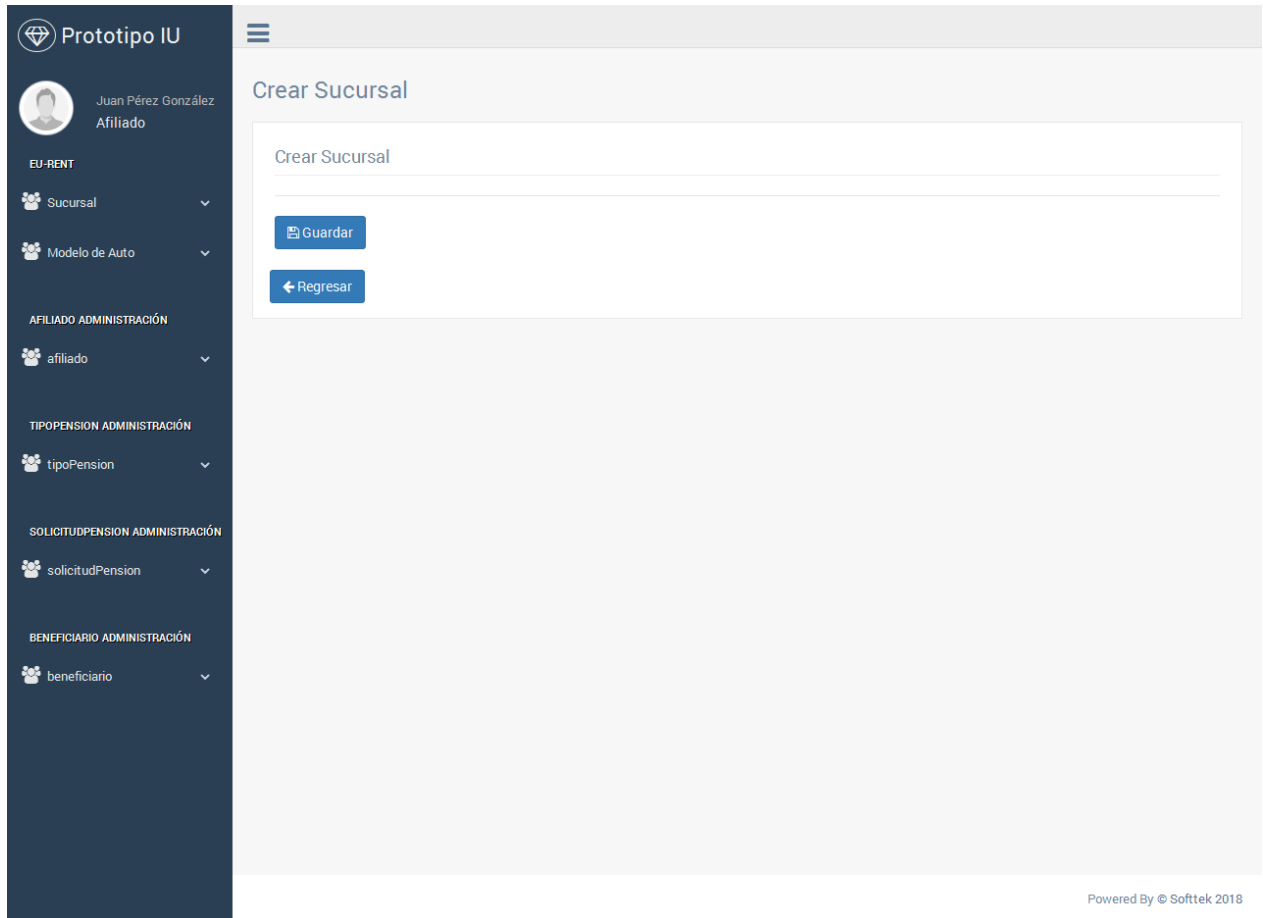 Prototipo IU
Juan Pérez González
Afiliado
EU-RENT
Sucursal
Modelo de Auto
AFILIADO ADMINISTRACIÓN
afiliado
TIPOPENSION ADMINISTRACIÓN
tipoPension
SOLICITUDPENSION ADMINISTRACIÓN
solicitudPension
BENEFICIARIO ADMINISTRACIÓN
beneficiario
Crear Sucursal
Crear Sucursal
Guardar
Regresar
Powered By © Softtek 2018